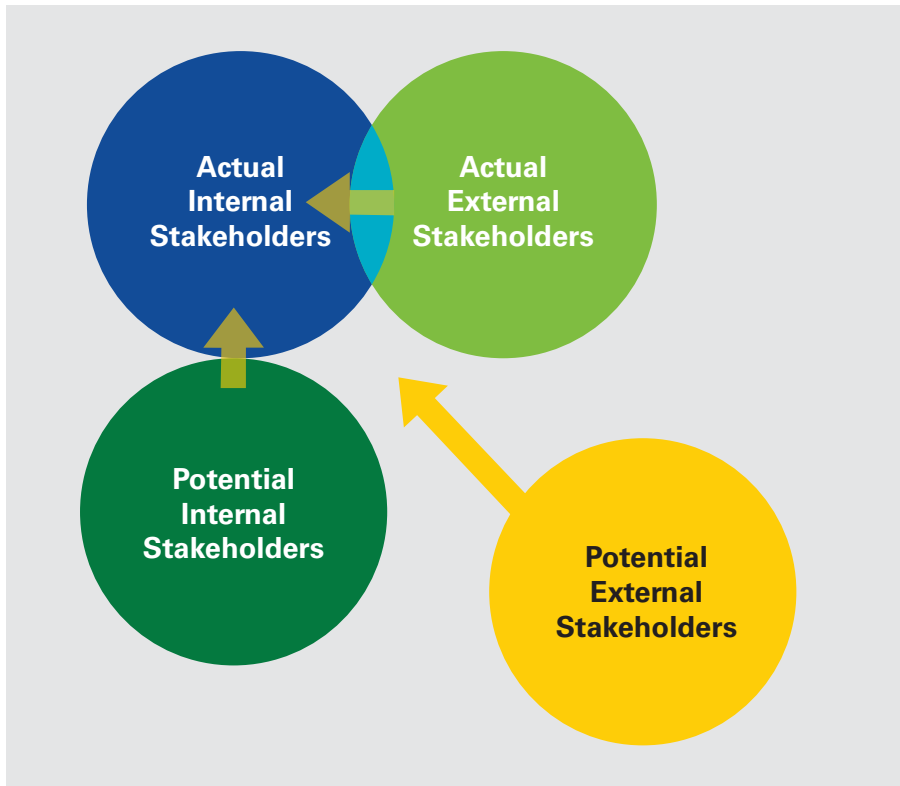 Actual
Internal
Stakeholders
Actual
External
Stakeholders
Potential
Internal
Stakeholders
Potential
External
Stakeholders